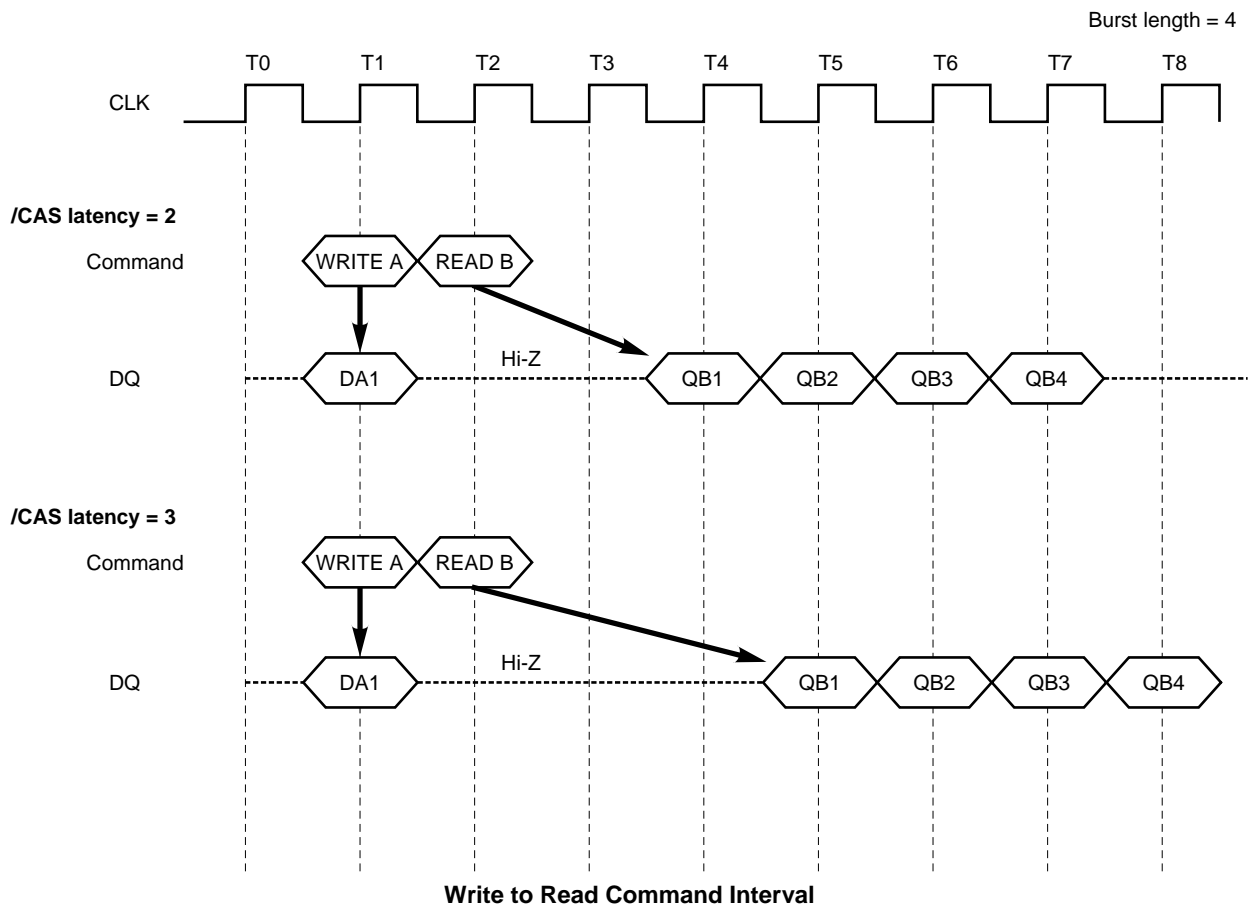 Burst length = 4
T0 T1 T2 T3 T4 T5 T6 T7 T8
CLK
/CAS latency = 2
Command WRITE A READ B
Hi-Z
DQ DA1 QB1 QB2 QB3 QB4
/CAS latency = 3
Command WRITE A READ B
Hi-Z
DQ DA1 QB1 QB2 QB3 QB4
Write to Read Command Interval